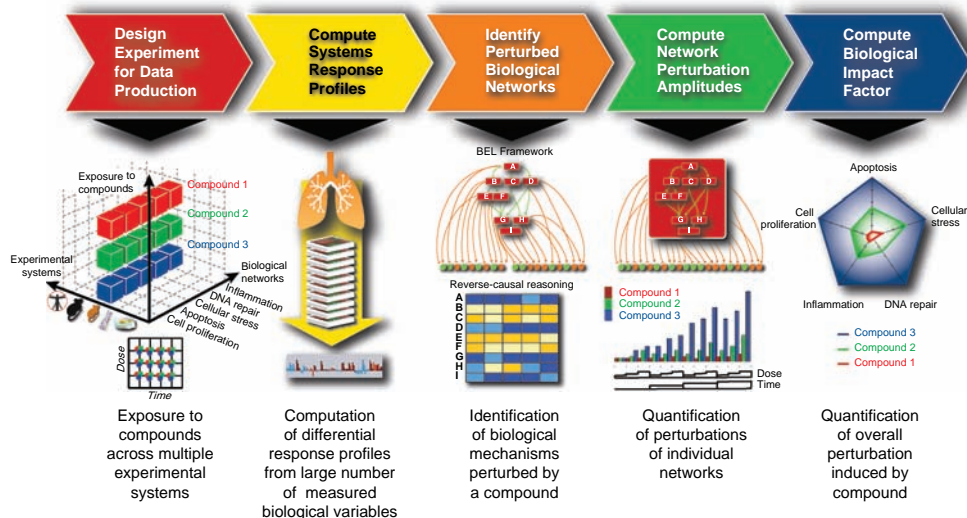 Design
Experiment
for Data
Production
Compute
Systems
Response
Profiles
Identify
Perturbed
Biological
Networks
Compute
Network
Perturbation
Amplitudes
Compute
Biological
Impact
Factor
Exposure to
compounds
Compound 1
Compound 2
Compound 3
Experimental
systems
Biological
networks
Inflammation
DNA repair
Cellular stress
Apoptosis
Cell proliferation
Dose
Time
BEL Framework
A
B C D
E F
G H
I
Reverse-causal reasoning
A
B
C
D
E
F
G
H
I
A
B C D
E F
G H
I
Compound 1
Compound 2
Compound 3
Dose
Time
Apoptosis
Cell
proliferation
Cellular
stress
Inflammation
DNA repair
Compound 3
Compound 2
Compound 1
Exposure to
compounds
across multiple
experimental
systems
Computation
of differential
response profiles
from large number
of measured
biological variables
Identification
of biological
mechanisms
perturbed by
a compound
Quantification
of perturbations
of individual
networks
Quantification
of overall
perturbation
induced by
compound